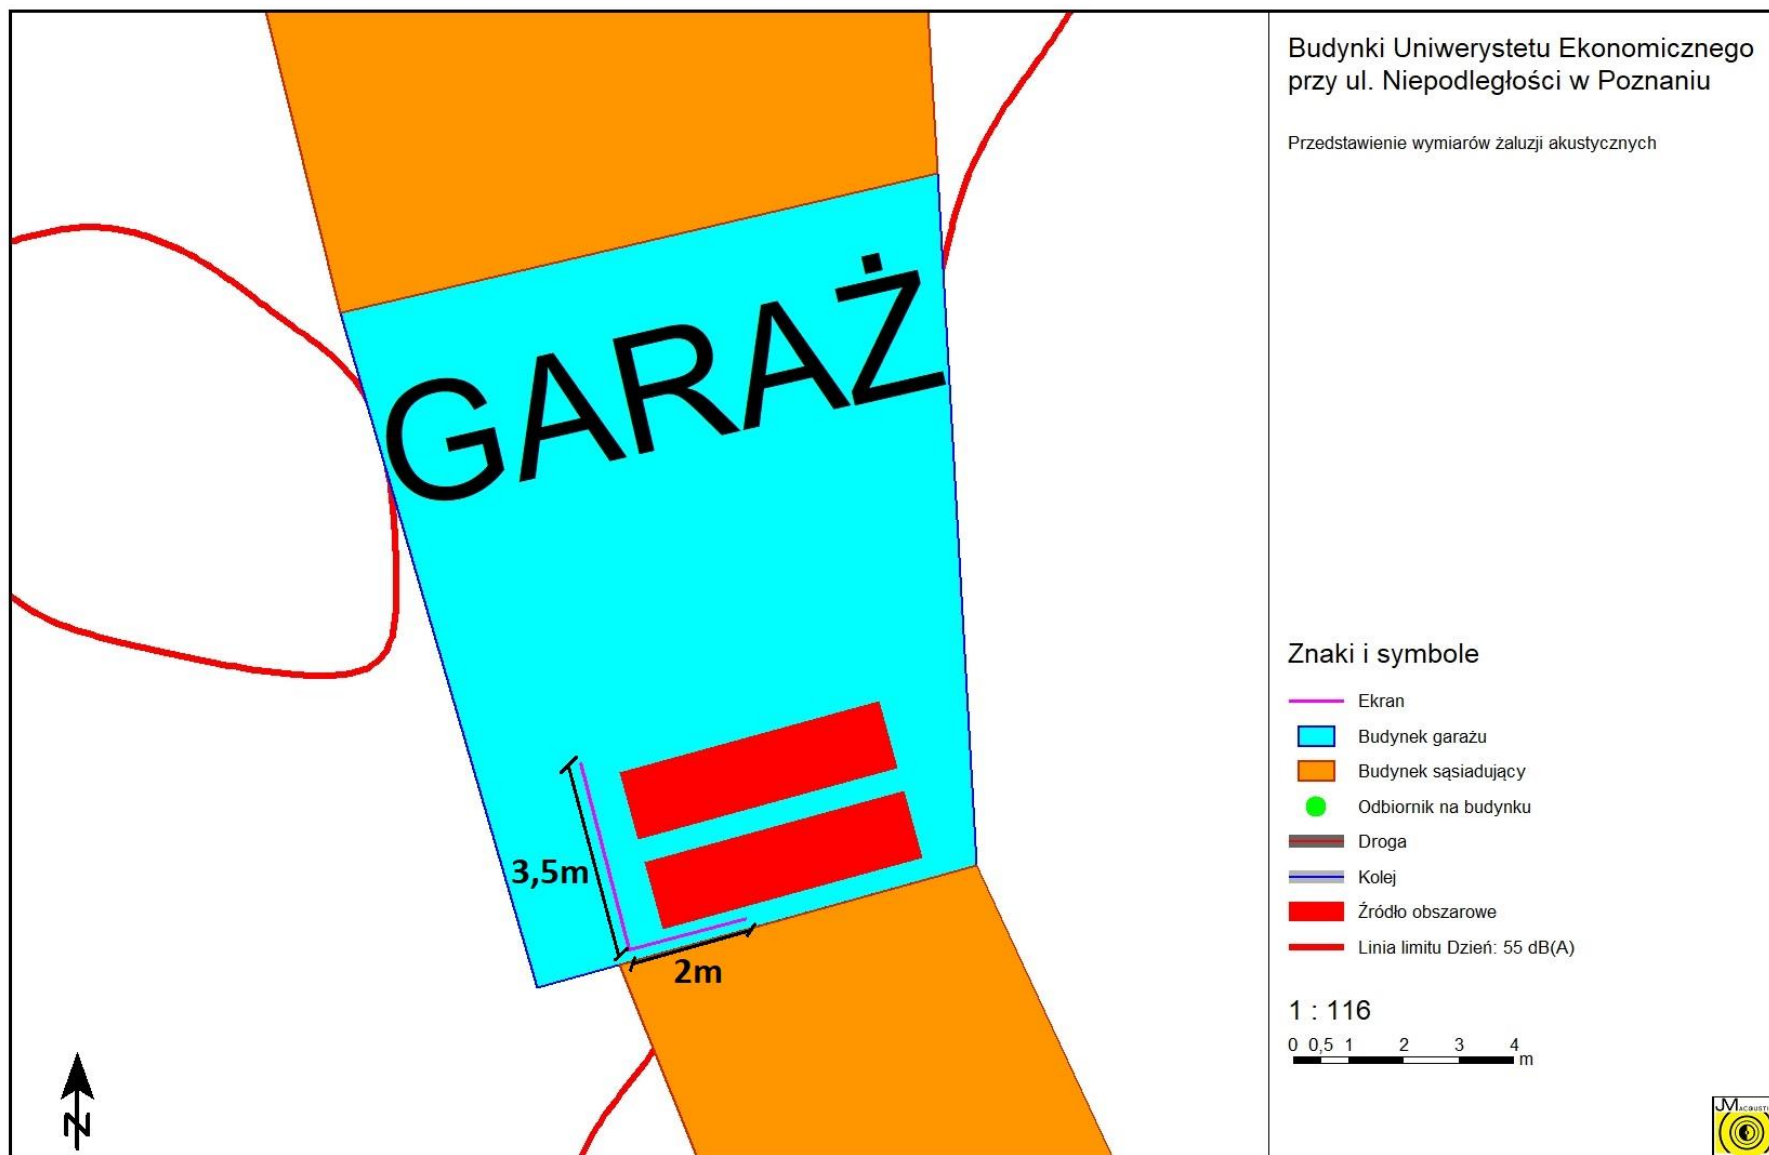 Budynki Uniwerystetu Ekonomicznego
przy ul. Niepodległości w Poznaniu
Przedstawienie wymiarów żaluzji akustycznych
GARAŻ
3,5m
2m
Znaki i symbole
Ekran
Budynek garażu
Budynek sąsiadujący
Odbiornik na budynku
Droga
Kolej
Źródło obszarowe
Linia limitu Dzień: 55 dB(A)
1 : 116
0 0,5 1 2 3 4
m
N
JM